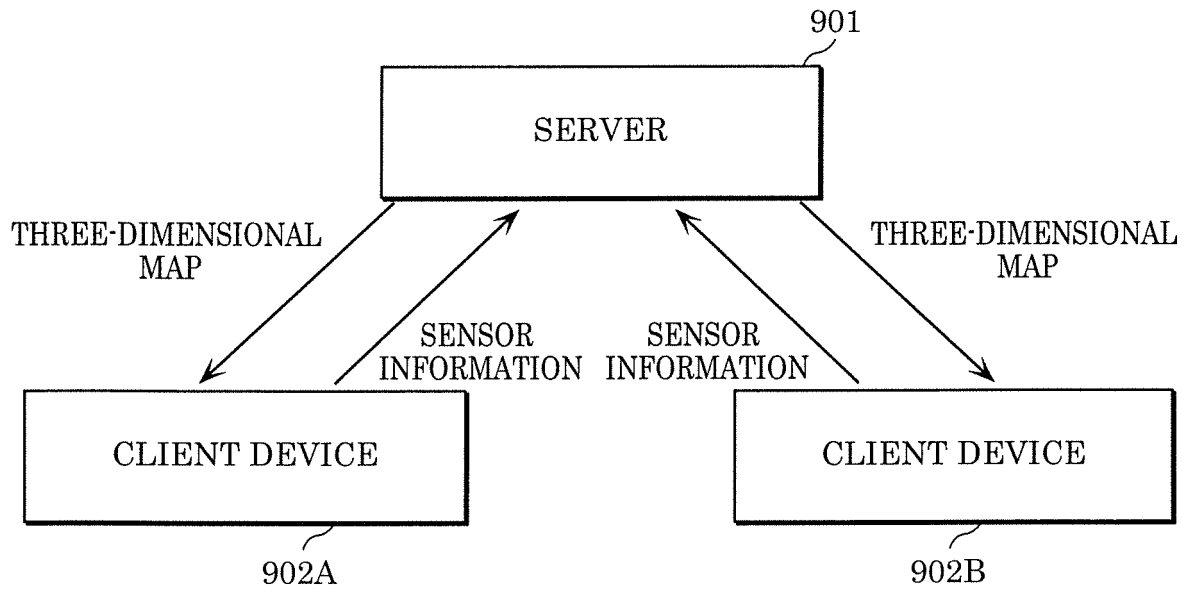 901
SERVER
THREE-DIMENSIONAL
MAP
THREE-DIMENSIONAL
MAP
SENSOR
INFORMATION
SENSOR
INFORMATION
CLIENT DEVICE
CLIENT DEVICE
902A
902B